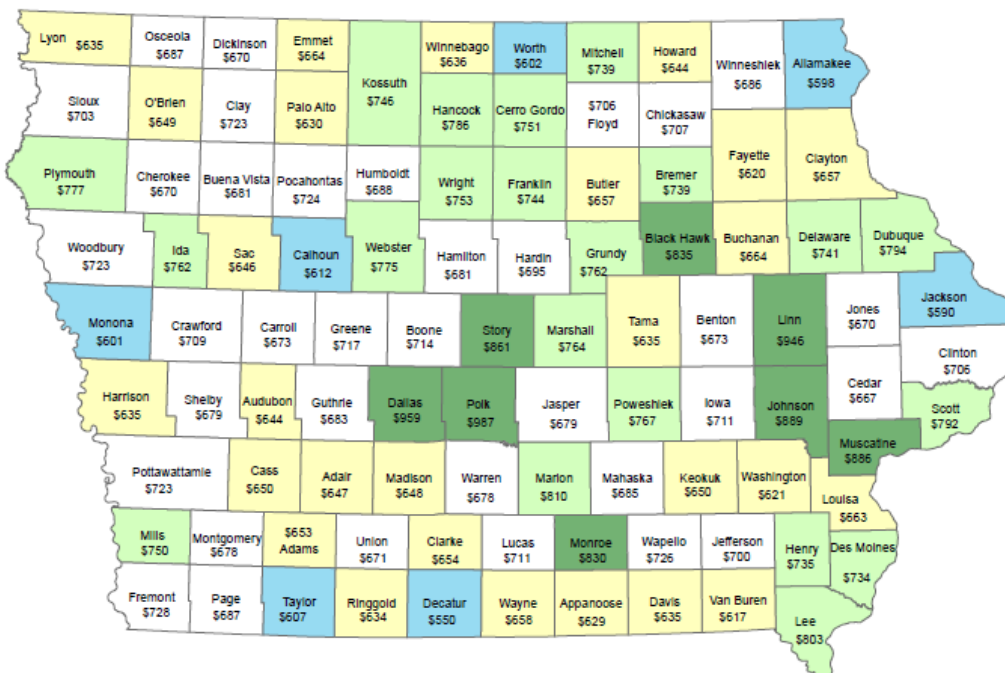 Lyon $635
Osceola
$687
Dickinson
$670
Emmet
$664
Kossuth
$746
Winnebago
$636
Worth
$602
Mitchell
$739
Howard
$644
Winneshiek
$686
Allamakee
$598
Sioux
$703
O'Brien
$649
Clay
$723
Palo Alto
$630
Hancock
$786
Cerro Gordo
$751
$706
Floyd
Chickasaw
$707
Fayette
$620
Clayton
$657
Plymouth
$777
Cherokee
$670
Buena Vista
$681
Pocahontas
$724
Humboldt
$688
Wright
$753
Franklin
$744
Butler
$657
Bremer
$739
Woodbury
$723
Ida
$762
Sac
$646
Calhoun
$612
Webster
$775
Hamilton
$681
Hardin
$695
Grundy
$762
Black Hawk
$835
Buchanan
$664
Delaware
$741
Dubuque
$794
Monona
$601
Crawford
$709
Carroll
$673
Greene
$717
Boone
$714
Story
$861
Marshall
$764
Tama
$635
Benton
$673
Linn
$946
Jones
$670
Jackson
$590
Clinton
$706
Harrison
$635
Shelby
$679
Audubon
$644
Guthrie
$683
Dallas
$959
Polk
$987
Jasper
$679
Poweshiek
$767
Iowa
$711
Johnson
$889
Cedar
$667
Scott
$792
Muscatine
$886
Pottawattamie
$723
Cass
$650
Adair
$647
Madison
$648
Warren
$678
Marion
$810
Mahaska
$685
Keokuk
$650
Washington
$621
Louisa
$663
Mills
$750
Montgomery
$678
$653
Adams
Union
$671
Clarke
$654
Lucas
$711
Monroe
$830
Wapello
$726
Jefferson
$700
Henry
$735
Des Moines
$734
Fremont
$728
Page
$687
Taylor
$607
Ringgold
$634
Decatur
$550
Wayne
$658
Appanoose
$629
Davis
$635
Van Buren
$617
Lee
$803